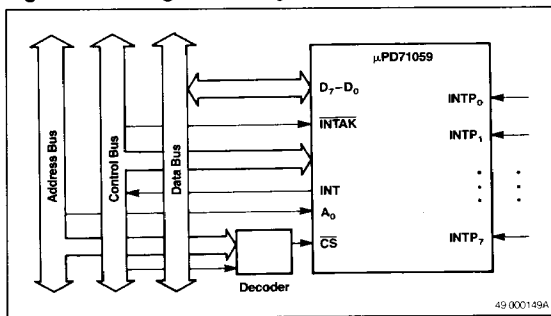 μPD71059
Address Bus
Control Bus
Data Bus
D7–D0
INTAK
INT
A0
CS
Decoder
INTP0
INTP1
INTP7
49 000149A